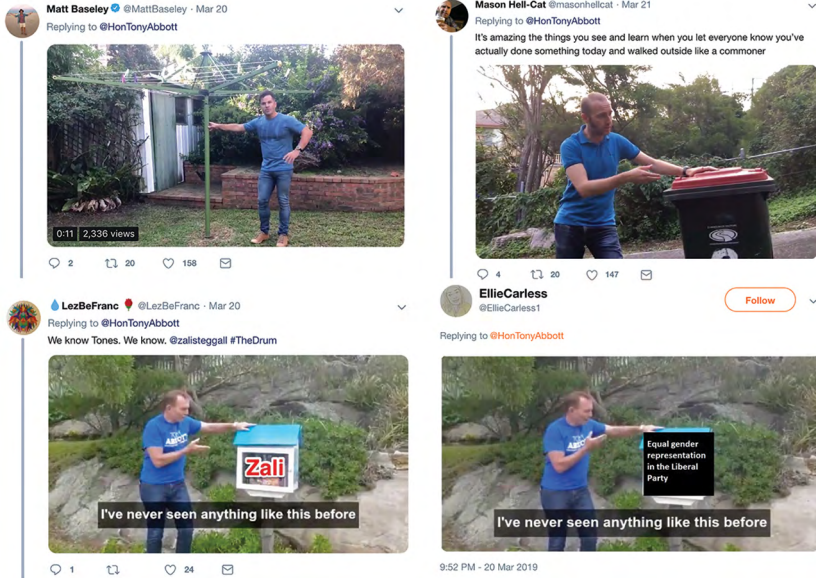 Matt Baseley @MattBaseley · Mar 20
Replying to @HonTonyAbbott
0:11 2,336 views
2 20 158
Mason Hell-Cat @masonhellcat · Mar 21
Replying to @HonTonyAbbott
It's amazing the things you see and learn when you let everyone know you've
actually done something today and walked outside like a commoner
4 20 147
LezBeFranc @LezBeFranc · Mar 20
Replying to @HonTonyAbbott
We know Tones. We know. @zalisteggall #TheDrum
ABBOTT
Zali
I've never seen anything like this before
1 24
EllieCarless
@EllieCarless1
Follow
Replying to @HonTonyAbbott
Equal gender
representation
in the Liberal
Party
I've never seen anything like this before
9:52 PM - 20 Mar 2019